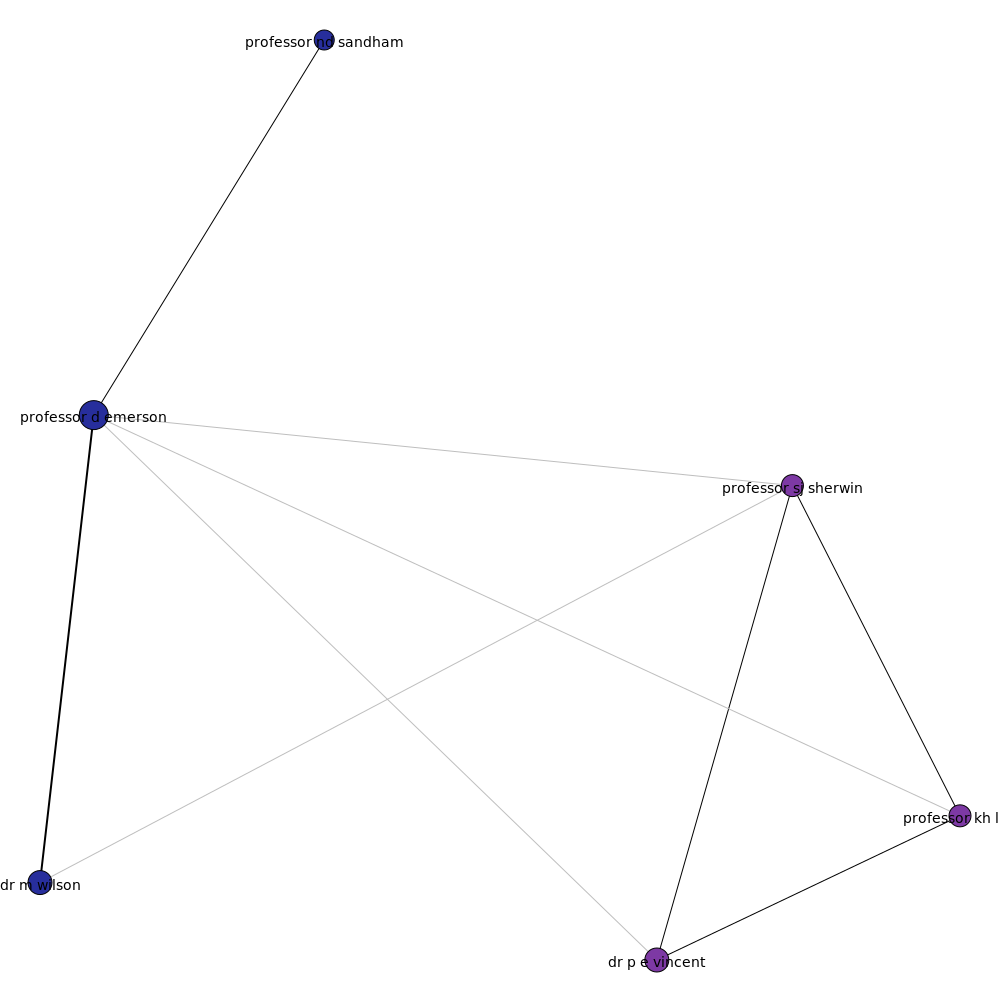 professor nd sandham
professor d emerson
professor sj sherwin
professor kh l
dr m wilson
dr p e vincent